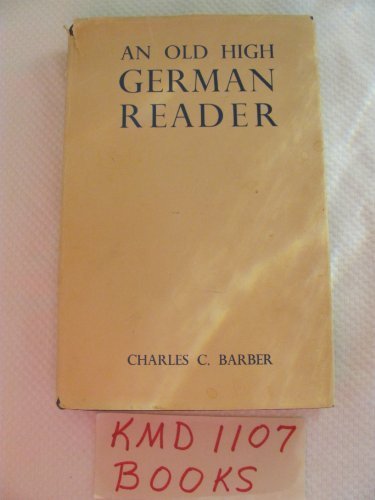 AN OLD HIGH
GERMAN
READER
CHARLES C. BARBER
KMD 1107
BOOKS